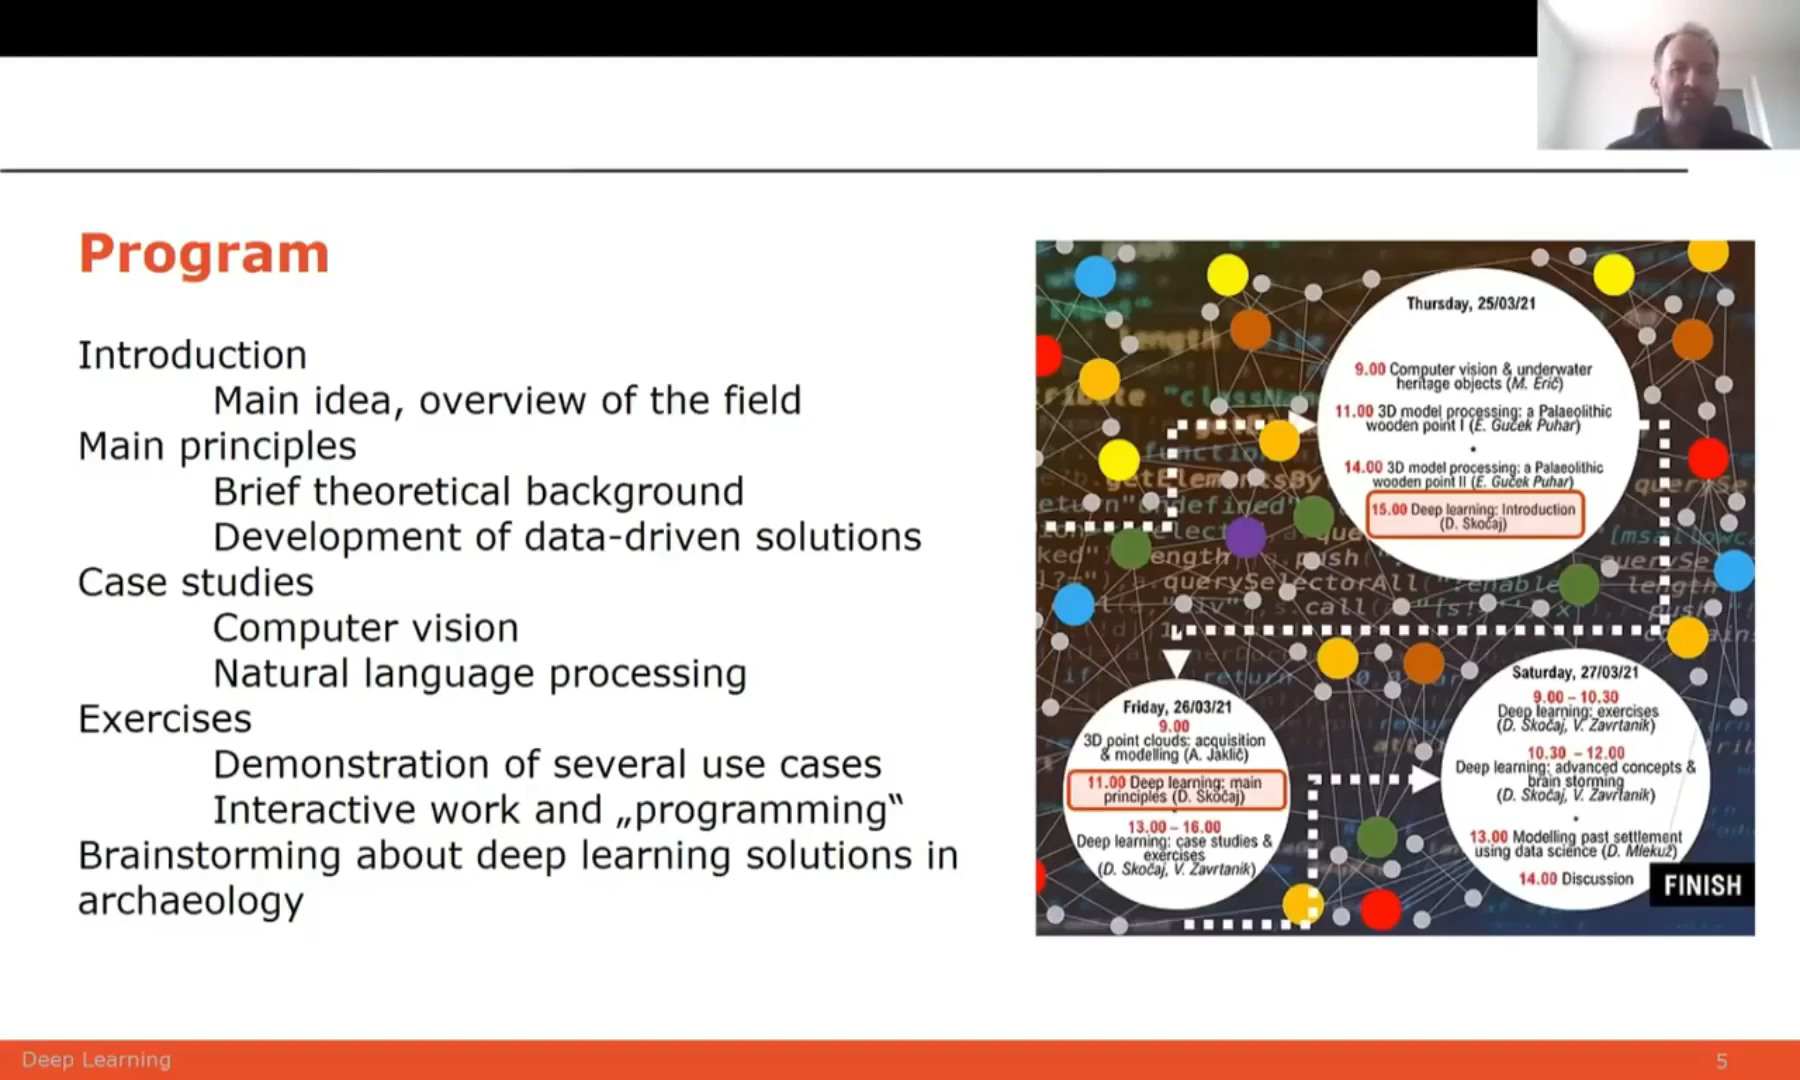 Program
Introduction
Main idea, overview of the field
Main principles
Brief theoretical background
Development of data-driven solutions
Case studies
Computer vision
Natural language processing
Exercises
Demonstration of several use cases
Interactive work and „programming‟
Brainstorming about deep learning solutions in
archaeology
Thursday, 25/03/21
9.00 Computer vision & underwater
heritage objects (M. Erič)
11.00 3D model processing: a Palaeolithic
wooden point I (E. Guček Puhar)
14.00 3D model processing: a Palaeolithic
wooden point II (E. Guček Puhar)
15.00 Deep learning: Introduction
(D. Skočaj)
Friday, 26/03/21
9.00
3D point clouds: acquisition
& modelling (A. Jaklič)
11.00 Deep learning: main
principles (D. Skočaj)
13.00 – 16.00
Deep learning: case studies &
exercises
(D. Skočaj, V. Zavrtanik)
Saturday, 27/03/21
9.00 – 10.30
Deep learning: exercises
(D. Skočaj, V. Zavrtanik)
10.30 – 12.00
Deep learning: advanced concepts &
brain storming
(D. Skočaj, V. Zavrtanik)
13.00 Modelling past settlement
using data science (D. Mlekuž)
14.00 Discussion
FINISH
Deep Learning
5